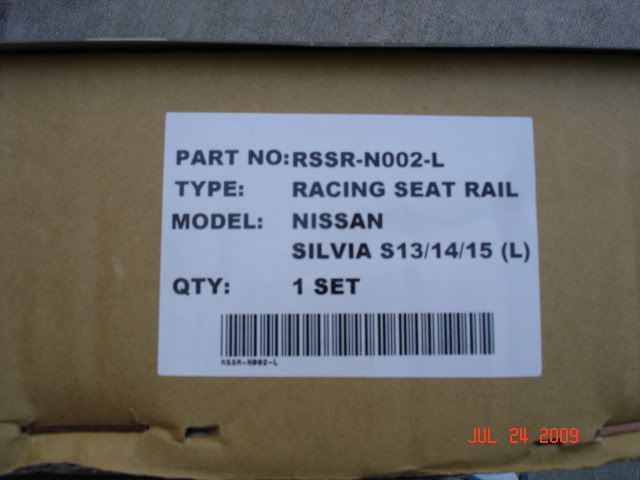 PART NO:RSSR-N002-L
TYPE: RACING SEAT RAIL
MODEL: NISSAN
SILVIA S13/14/15 (L)
QTY: 1 SET
RSSR-N002-L
JUL 24 2009